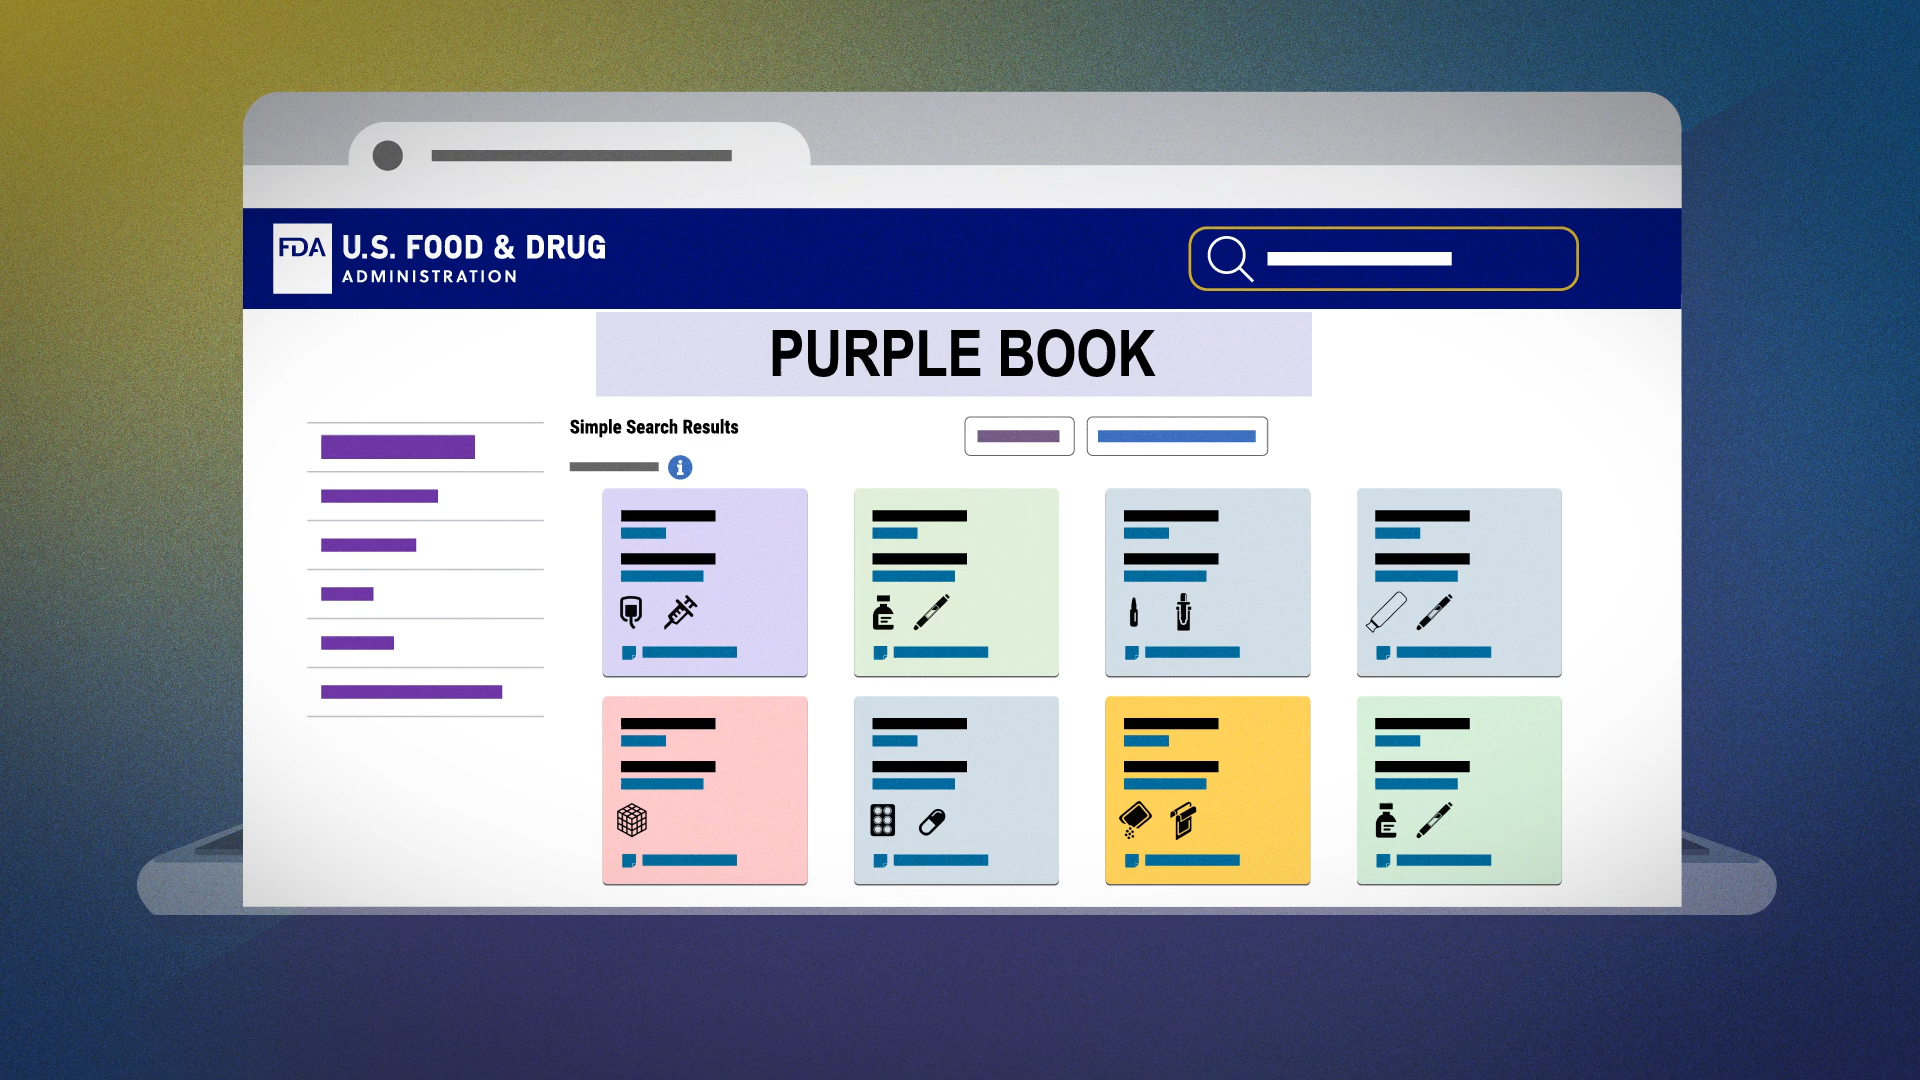 FDA
U.S. FOOD & DRUG
ADMINISTRATION
PURPLE BOOK
Simple Search Results
i